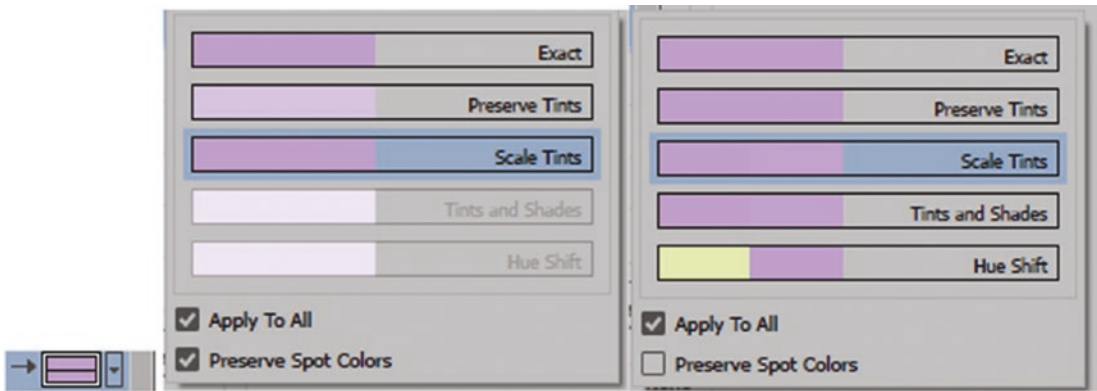 Exact
Preserve Tints
Scale Tints
Tints and Shades
Hue Shift
Apply To All
Preserve Spot Colors
Exact
Preserve Tints
Scale Tints
Tints and Shades
Hue Shift
Apply To All
Preserve Spot Colors